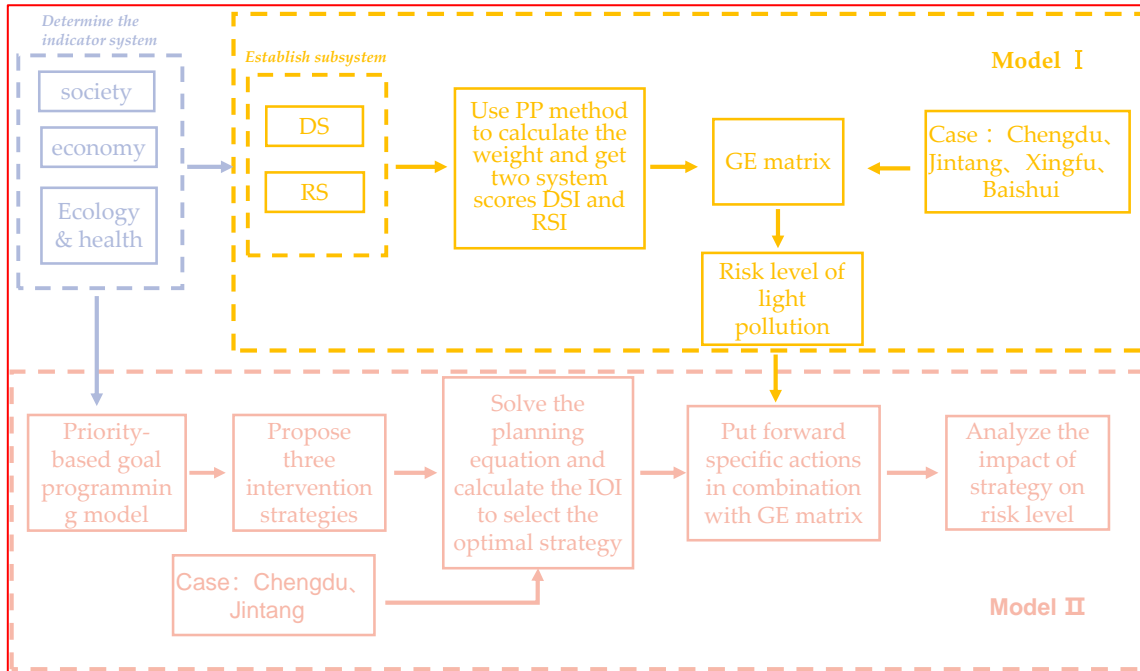 Determine the
indicator system
society
economy
Ecology
& health
Establish subsystem
DS
RS
Use PP method
to calculate the
weight and get
two system
scores DSI and
RSI
GE matrix
Model Ⅰ
Case： Chengdu、
Jintang、Xingfu、
Baishui
Risk level of
light
pollution
Priority-
based goal
programmin
g model
Propose
three
intervention
strategies
Solve the
planning
equation and
calculate the IOI
to select the
optimal strategy
Put forward
specific actions
in combination
with GE matrix
Analyze the
impact of
strategy on
risk level
Case：Chengdu、
Jintang
Model Ⅱ